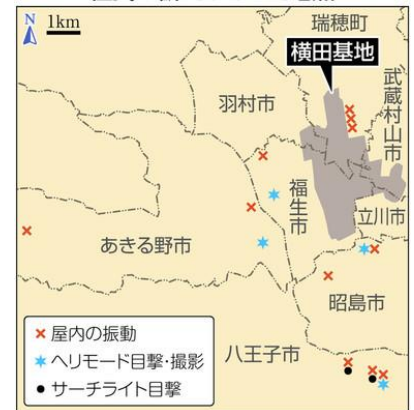 N
1km
瑞穂町
横田基地
武蔵村山市
羽村市
福生市
立川市
あきる野市
昭島市
八王子市
× 屋内の振動
✶ ヘリモード目撃・撮影
● サーチライト目撃